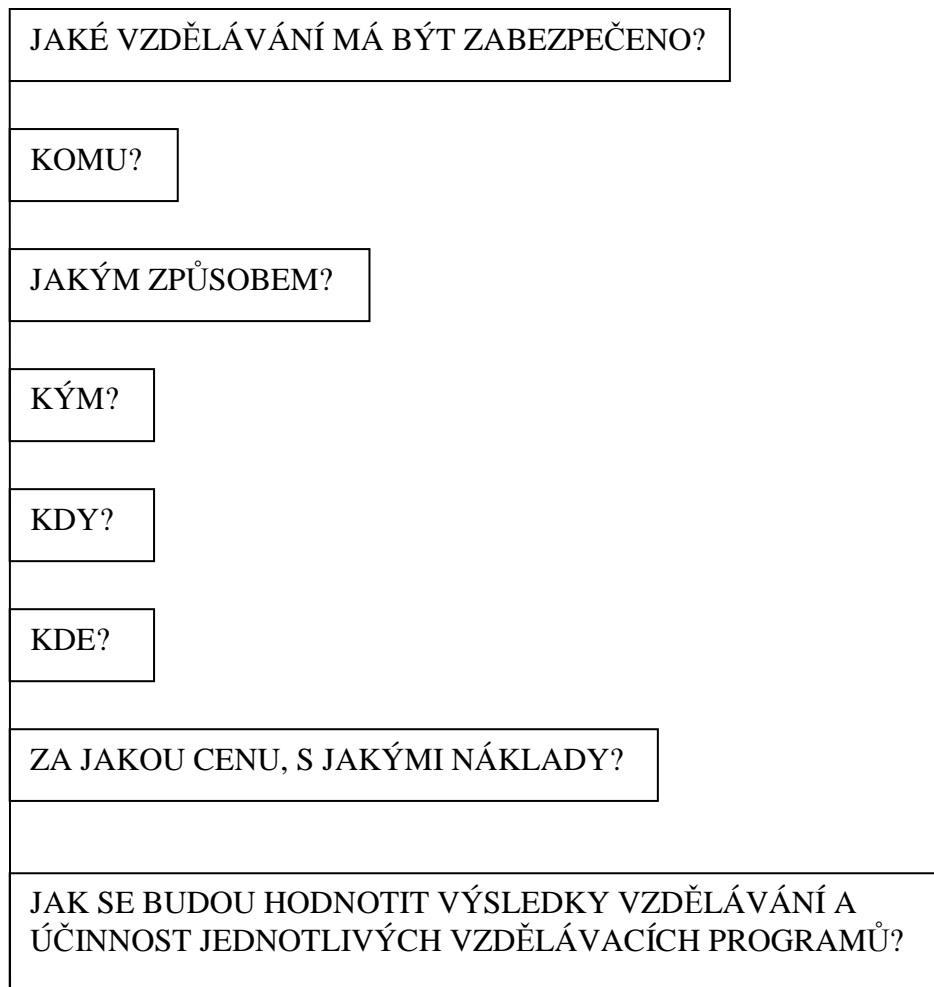 JAKÉ VZDĚLÁVÁNÍ MÁ BÝT ZABEZPEČENO?
KOMU?
JAKÝM ZPŮSOBEM?
KÝM?
KDY?
KDE?
ZA JAKOU CENU, S JAKÝMI NÁKLADY?
JAK SE BUDOU HODNOTIT VÝSLEDKY VZDĚLÁVÁNÍ A
ÚČINNOST JEDNOTLIVÝCH VZDĚLÁVACÍCH PROGRAMŮ?